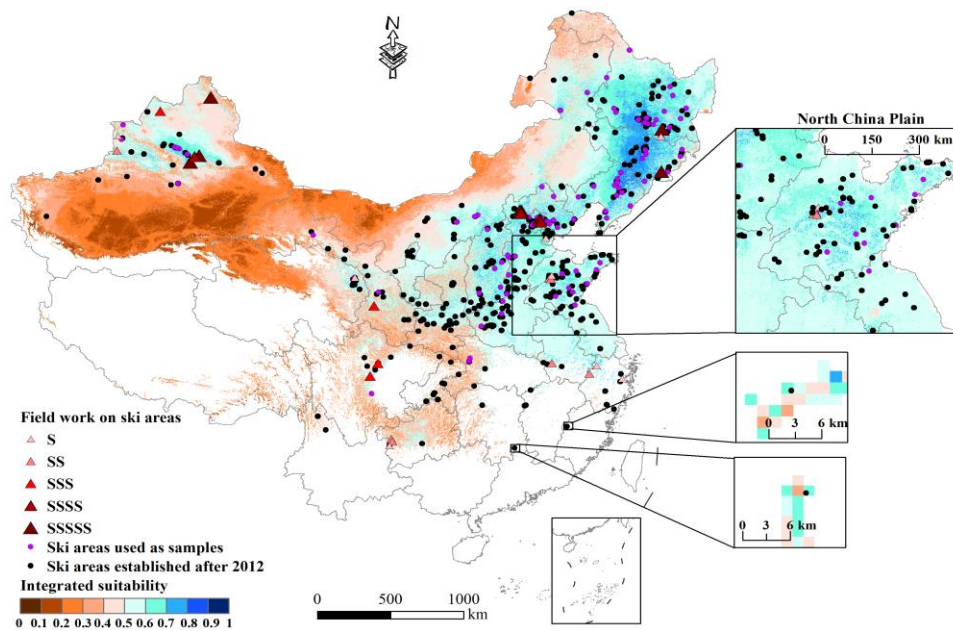 N
North China Plain
0 150 300 km
0 3 6 km
0 3 6 km
Field work on ski areas
S
SS
SSS
SSSS
SSSSS
Ski areas used as samples
Ski areas established after 2012
Integrated suitability
0 0.1 0.2 0.3 0.4 0.5 0.6 0.7 0.8 0.9 1
0 500 1000
km